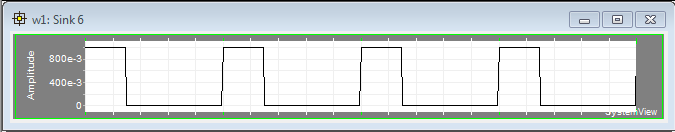 w1: Sink 6
Amplitude
800e-3
400e-3
0
SystemView